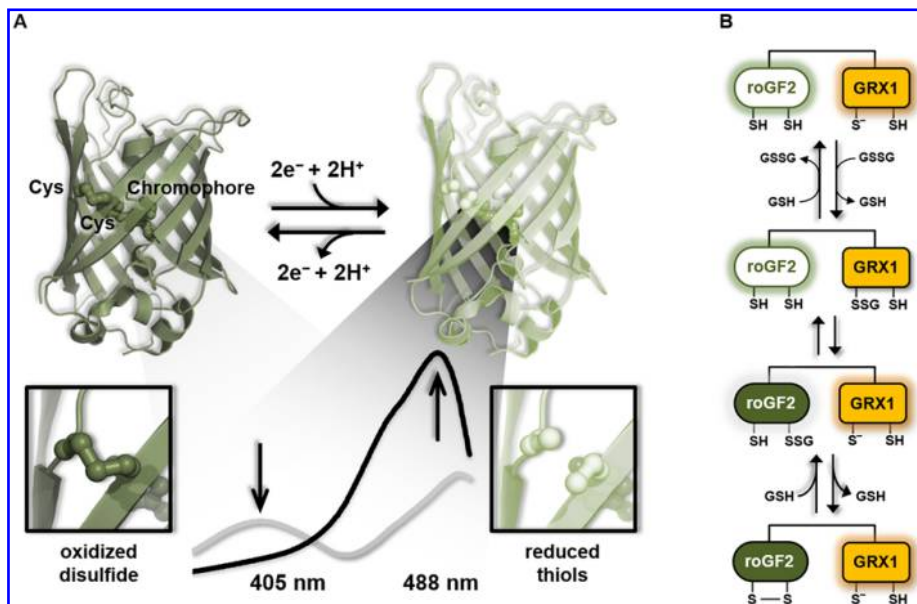 A
Cys
Chromophore
Cys
2e⁻ + 2H⁺
2e⁻ + 2H⁺
oxidized
disulfide
405 nm
488 nm
reduced
thiols
B
roGF2
GRX1
SH SH S⁻ SH
GSSG GSSG
GSH GSH
roGF2
GRX1
SH SH SSG SH
roGF2
GRX1
SH SSG S⁻ SH
GSH GSH
roGF2
GRX1
S — S S⁻ SH